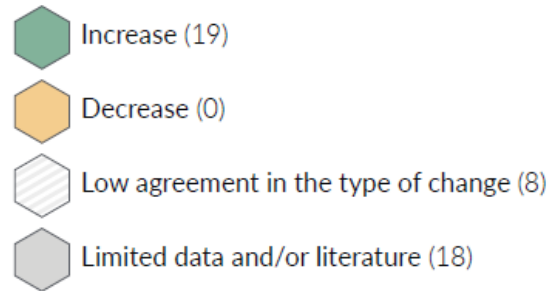 Increase (19)
Decrease (0)
Low agreement in the type of change (8)
Limited data and/or literature (18)